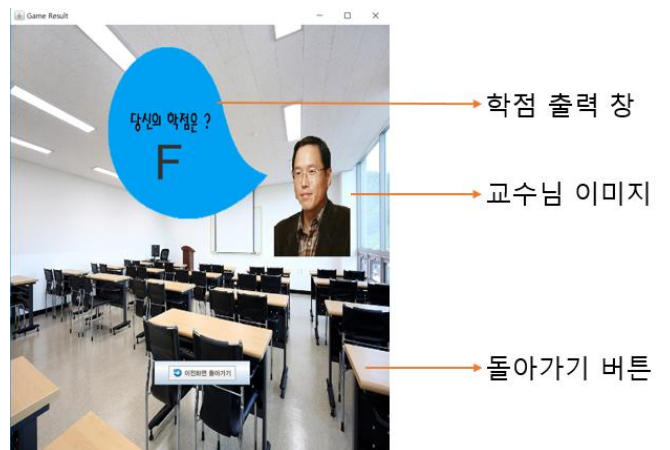 Game Result
당신의 학점은 ?
F
이전화면 돌아가기
학점 출력 창
교수님 이미지
돌아가기 버튼